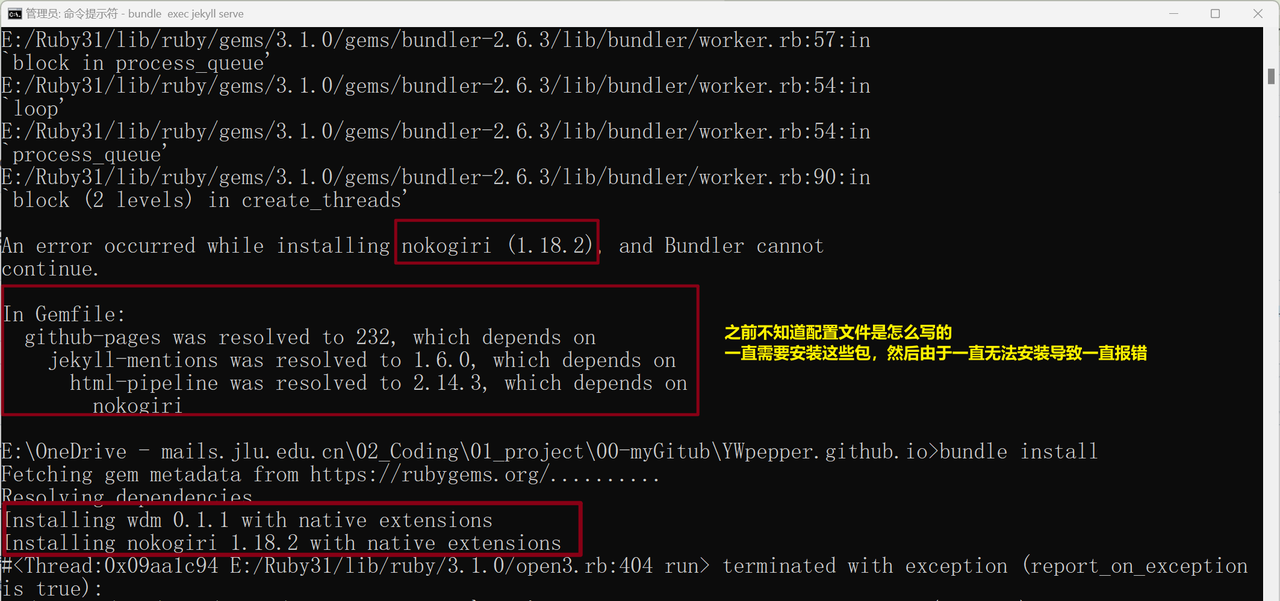 管理员: 命令提示符 - bundle  exec jekyll serve
E:/Ruby31/lib/ruby/gems/3.1.0/gems/bundler-2.6.3/lib/bundler/worker.rb:57:in
`block in process_queue'
E:/Ruby31/lib/ruby/gems/3.1.0/gems/bundler-2.6.3/lib/bundler/worker.rb:54:in
`loop'
E:/Ruby31/lib/ruby/gems/3.1.0/gems/bundler-2.6.3/lib/bundler/worker.rb:54:in
`process_queue'
E:/Ruby31/lib/ruby/gems/3.1.0/gems/bundler-2.6.3/lib/bundler/worker.rb:90:in
`block (2 levels) in create_threads'
An error occurred while installing nokogiri (1.18.2), and Bundler cannot
continue.
In Gemfile:
github-pages was resolved to 232, which depends on
jekyll-mentions was resolved to 1.6.0, which depends on
html-pipeline was resolved to 2.14.3, which depends on
nokogiri
之前不知道配置文件是怎么写的
一直需要安装这些包，然后由于一直无法安装导致一直报错
E:\OneDrive - mails.jlu.edu.cn\02_Coding\01_project\00-myGitub\YWpepper.github.io>bundle install
Fetching gem metadata from https://rubygems.org/..........
Resolving dependencies
Installing wdm 0.1.1 with native extensions
Installing nokogiri 1.18.2 with native extensions
#<Thread:0x09aa1c94 E:/Ruby31/lib/ruby/3.1.0/open3.rb:404 run> terminated with exception (report_on_exception
is true):